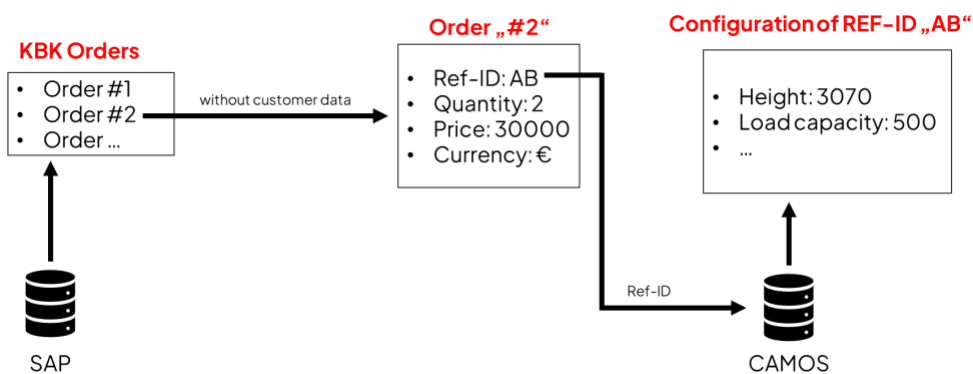 KBK Orders
• Order #1
• Order #2
• Order ...
without customer data
Order „#2“
• Ref-ID: AB
• Quantity: 2
• Price: 30000
• Currency: €
Configuration of REF-ID „AB“
• Height: 3070
• Load capacity: 500
• ...
Ref-ID
SAP
CAMOS